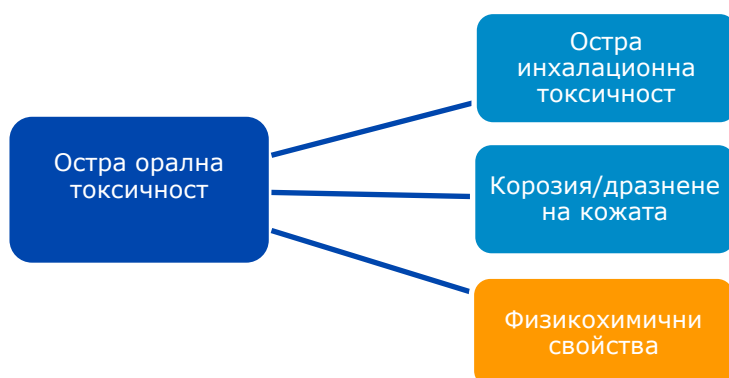 Остра
инхалационна
токсичност
Остра орална
токсичност
Корозия/дразнене
на кожата
Физикохимични
свойства